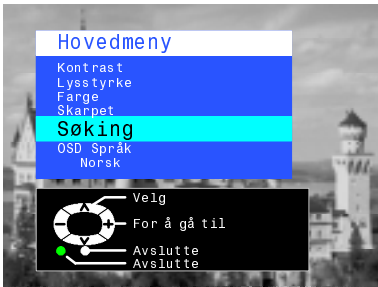 Hovedmeny
Kontrast
Lysstyrke
Farge
Skarpet
Søking
OSD Språk
Norsk
Velg
For å gå til
Avslutte
Avslutte